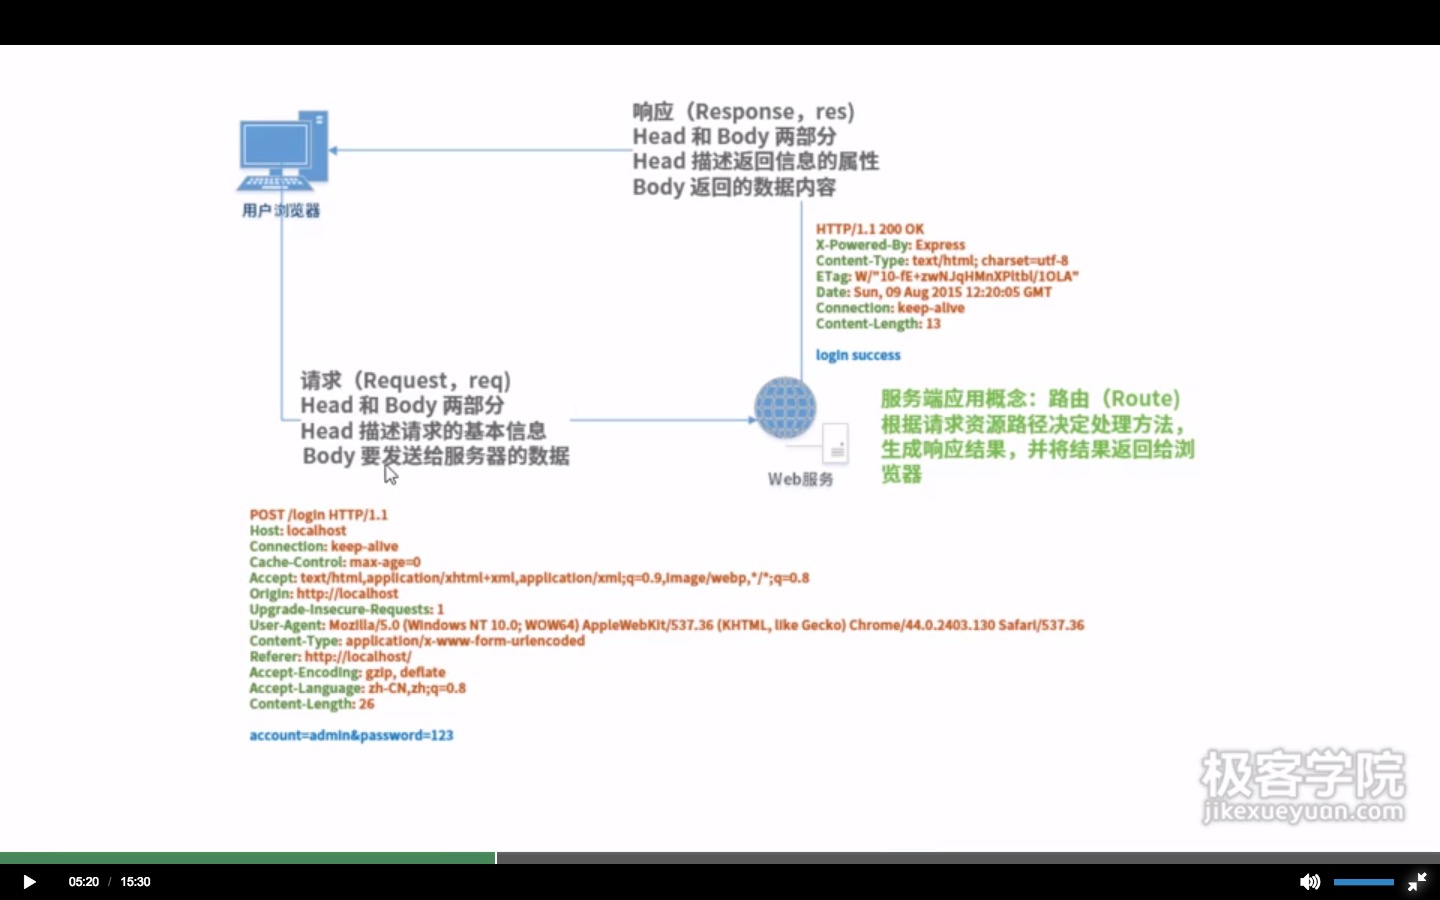 响应（Response，res)
Head 和 Body 两部分
Head 描述返回信息的属性
Body 返回的数据内容
用户浏览器
HTTP/1.1 200 OK
X-Powered-By: Express
Content-Type: text/html; charset=utf-8
ETag: W/"10-fE+zwNJqHMnXPltbl/1OLA"
Date: Sun, 09 Aug 2015 12:20:05 GMT
Connection: keep-alive
Content-Length: 13
login success
请求（Request，req)
Head 和 Body 两部分
Head 描述请求的基本信息
Body 要发送给服务器的数据
Web服务
服务端应用概念：路由（Route)
根据请求资源路径决定处理方法，
生成响应结果，并将结果返回给浏
览器
POST /login HTTP/1.1
Host: localhost
Connection: keep-alive
Cache-Control: max-age=0
Accept: text/html,application/xhtml+xml,application/xml;q=0.9,image/webp,*/*;q=0.8
Origin: http://localhost
Upgrade-Insecure-Requests: 1
User-Agent: Mozilla/5.0 (Windows NT 10.0; WOW64) AppleWebKit/537.36 (KHTML, like Gecko) Chrome/44.0.2403.130 Safari/537.36
Content-Type: application/x-www-form-urlencoded
Referer: http://localhost/
Accept-Encoding: gzip, deflate
Accept-Language: zh-CN,zh;q=0.8
Content-Length: 26
account=admin&password=123
极客学院
jikexueyuan.com
05:20 / 15:30